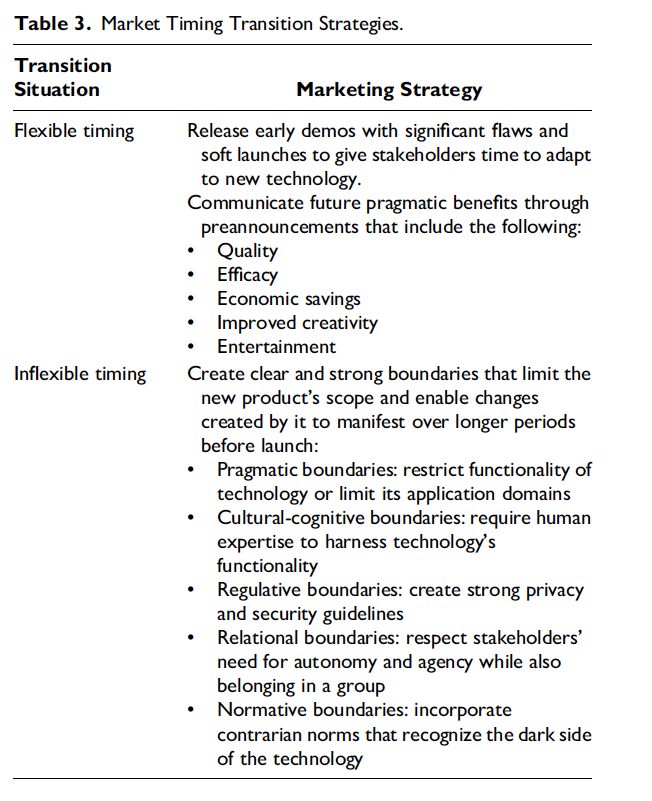 Table 3. Market Timing Transition Strategies.
Transition
Situation
Marketing Strategy
Flexible timing
Release early demos with significant flaws and
soft launches to give stakeholders time to adapt
to new technology.
Communicate future pragmatic benefits through
preannouncements that include the following:
• Quality
• Efficacy
• Economic savings
• Improved creativity
• Entertainment
Inflexible timing
Create clear and strong boundaries that limit the
new product's scope and enable changes
created by it to manifest over longer periods
before launch:
• Pragmatic boundaries: restrict functionality of
technology or limit its application domains
• Cultural-cognitive boundaries: require human
expertise to harness technology's
functionality
• Regulative boundaries: create strong privacy
and security guidelines
• Relational boundaries: respect stakeholders'
need for autonomy and agency while also
belonging in a group
• Normative boundaries: incorporate
contrarian norms that recognize the dark side
of the technology